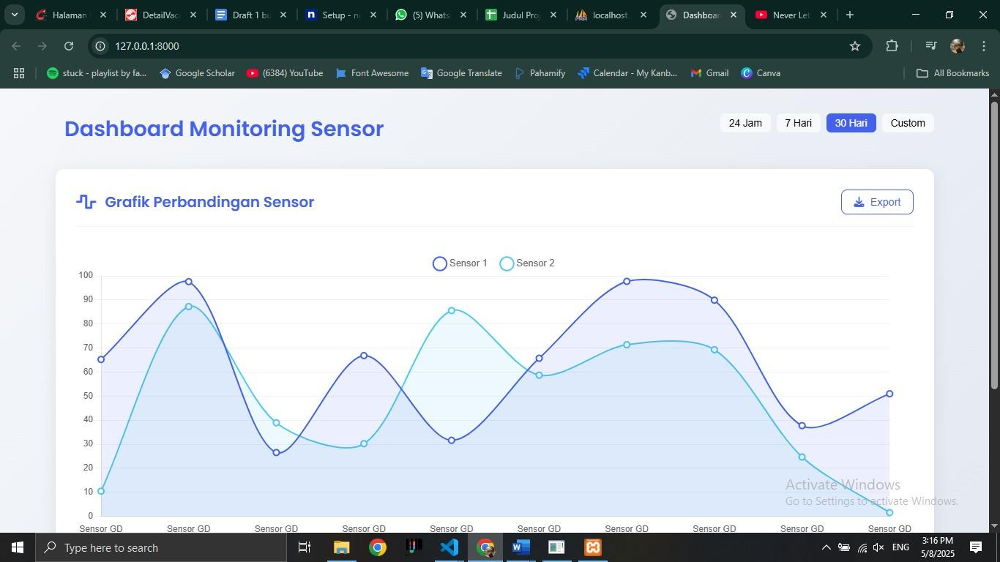 Halaman
DetailVac
Draft 1 bu
Setup - ng
(5) Whats
Judul Proj
localhost
Dashboar
Never Let
127.0.0.1:8000
stuck - playlist by fa...
Google Scholar
(6384) YouTube
Font Awesome
Google Translate
Pahamify
Calendar - My Kanb...
Gmail
Canva
All Bookmarks
Dashboard Monitoring Sensor
24 Jam
7 Hari
30 Hari
Custom
Grafik Perbandingan Sensor
Export
Sensor 1
Sensor 2
100
90
80
70
60
50
40
30
20
10
0
Sensor GD
Sensor GD
Sensor GD
Sensor GD
Sensor GD
Sensor GD
Sensor GD
Sensor GD
Sensor GD
Sensor GD
Activate Windows
Go to Settings to activate Windows.
Type here to search
ENG
3:16 PM
5/8/2025